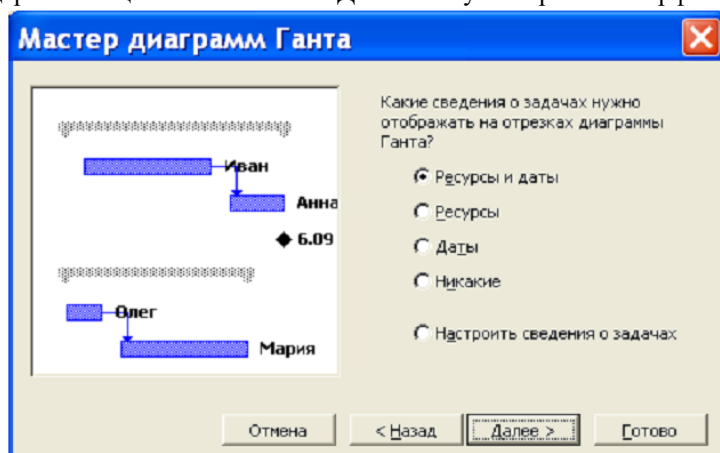 Мастер диаграмм Ганта
Какие сведения о задачах нужно
отображать на отрезках диаграммы
Ганта?
Ресурсы и даты
Ресурсы
Даты
Никакие
Настроить сведения о задачах
Иван
Анна
6.09
Олег
Мария
Отмена
< Назад
Далее >
Готово